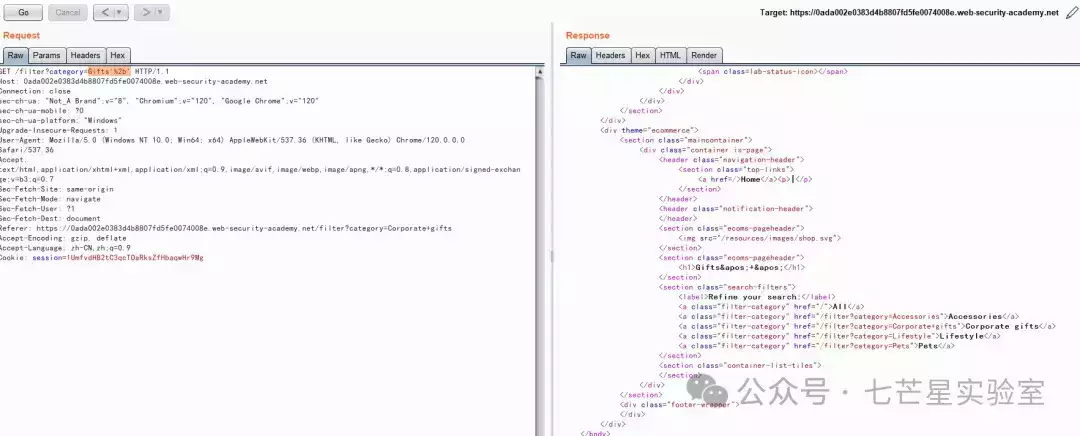 Go
Cancel
< | ▼
> | ▼
Target: https://0ada002e0383d4b8807fd5fe0074008e.web-security-academy.net
Request
Raw
Params
Headers
Hex
GET /filter?category=Gifts'%2b' HTTP/1.1
Host: 0ada002e0383d4b8807fd5fe0074008e.web-security-academy.net
Connection: close
sec-ch-ua: "Not_A Brand";v="8", "Chromium";v="120", "Google Chrome";v="120"
sec-ch-ua-mobile: ?0
sec-ch-ua-platform: "Windows"
Upgrade-Insecure-Requests: 1
User-Agent: Mozilla/5.0 (Windows NT 10.0; Win64; x64) AppleWebKit/537.36 (KHTML, like Gecko) Chrome/120.0.0.0
Safari/537.36
Accept:
text/html,application/xhtml+xml,application/xml;q=0.9,image/avif,image/webp,image/apng,*/*;q=0.8,application/signed-exchan
ge;v=b3;q=0.7
Sec-Fetch-Site: same-origin
Sec-Fetch-Mode: navigate
Sec-Fetch-User: ?1
Sec-Fetch-Dest: document
Referer: https://0ada002e0383d4b8807fd5fe0074008e.web-security-academy.net/filter?category=Corporate+gifts
Accept-Encoding: gzip, deflate
Accept-Language: zh-CN,zh;q=0.9
Cookie:
Response
Raw
Headers
Hex
HTML
Render
<span class=lab-status-icon></span>
</div>
</div>
</div>
</section>
</div>
<div theme="ecommerce">
<section class="maincontainer">
<div class="container is-page">
<header class="navigation-header">
<section class="top-links">
<a href=/>Home</a><p>|</p>
</section>
</header>
<header class="notification-header">
</header>
<section class="ecoms-pageheader">
<img src="/resources/images/shop.svg">
</section>
<section class="ecoms-pageheader">
<h1>Gifts&apos;+&apos;</h1>
</section>
<section class="search-filters">
<label>Refine your search:</label>
<a class="filter-category" href="/">All</a>
<a class="filter-category" href="/filter?category=Accessories">Accessories</a>
<a class="filter-category" href="/filter?category=Corporate+gifts">Corporate gifts</a>
<a class="filter-category" href="/filter?category=Lifestyle">Lifestyle</a>
<a class="filter-category" href="/filter?category=Pets">Pets</a>
</section>
<section class="container-list-tiles">
</section>
</div>
</section>
<div class="footer-wrapper">
</div>
</div>
</body>
公众号 · 七芒星实验室